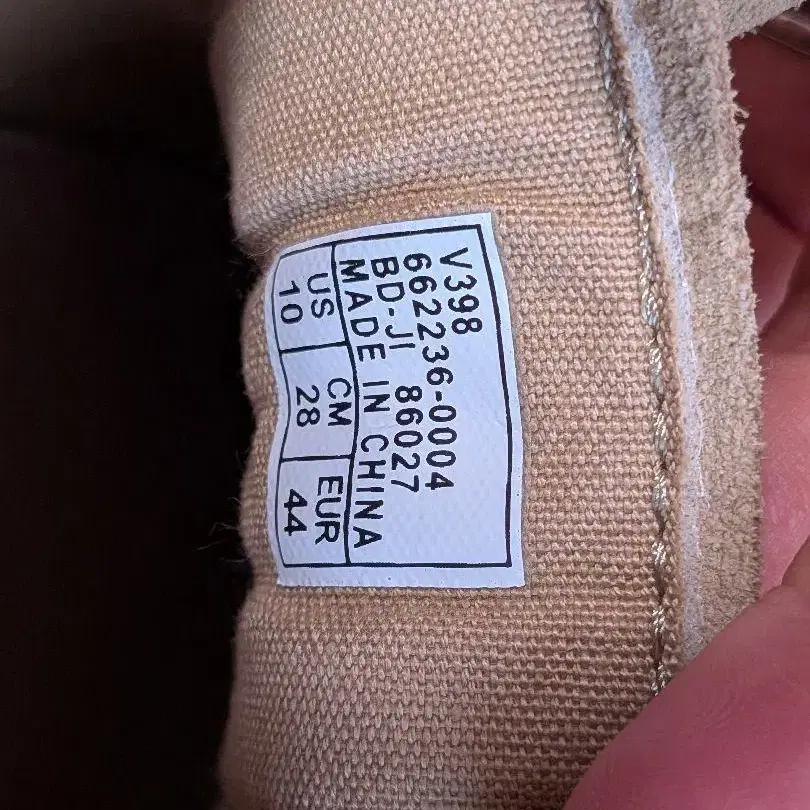 V398
662236-0004
BD-JI 86027
MADE IN CHINA
US CM EUR
10 28 44